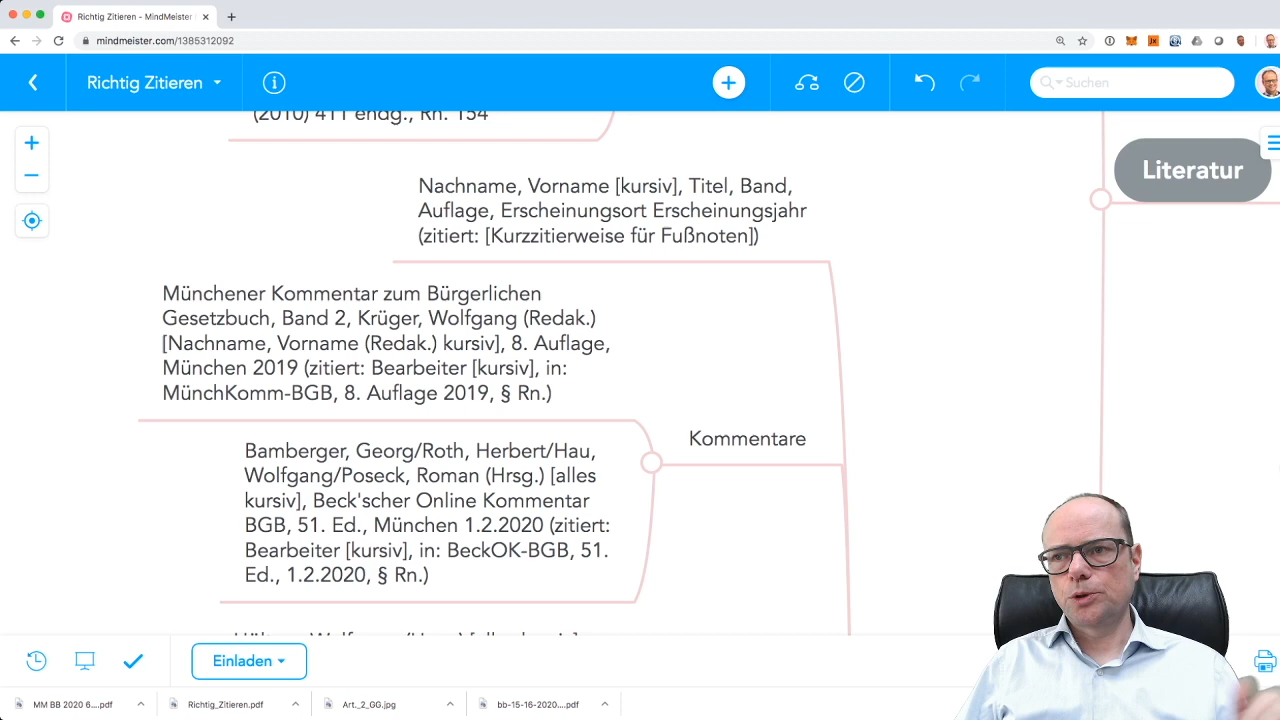 Richtig Zitieren - MindMeister
mindmeister.com/1385312092
Richtig Zitieren
Suchen
(2010) 411 endg., Rn. 154
Literatur
Nachname, Vorname [kursiv], Titel, Band,
Auflage, Erscheinungsort Erscheinungsjahr
(zitiert: [Kurzzitierweise für Fußnoten])
Münchener Kommentar zum Bürgerlichen
Gesetzbuch, Band 2, Krüger, Wolfgang (Redak.)
[Nachname, Vorname (Redak.) kursiv], 8. Auflage,
München 2019 (zitiert: Bearbeiter [kursiv], in:
MünchKomm-BGB, 8. Auflage 2019, § Rn.)
Kommentare
Bamberger, Georg/Roth, Herbert/Hau,
Wolfgang/Poseck, Roman (Hrsg.) [alles
kursiv], Beck'scher Online Kommentar
BGB, 51. Ed., München 1.2.2020 (zitiert:
Bearbeiter [kursiv], in: BeckOK-BGB, 51.
Ed., 1.2.2020, § Rn.)
Einladen
MM BB 2020 6....pdf
Richtig_Zitieren.pdf
Art._2_GG.jpg
bb-15-16-2020....pdf